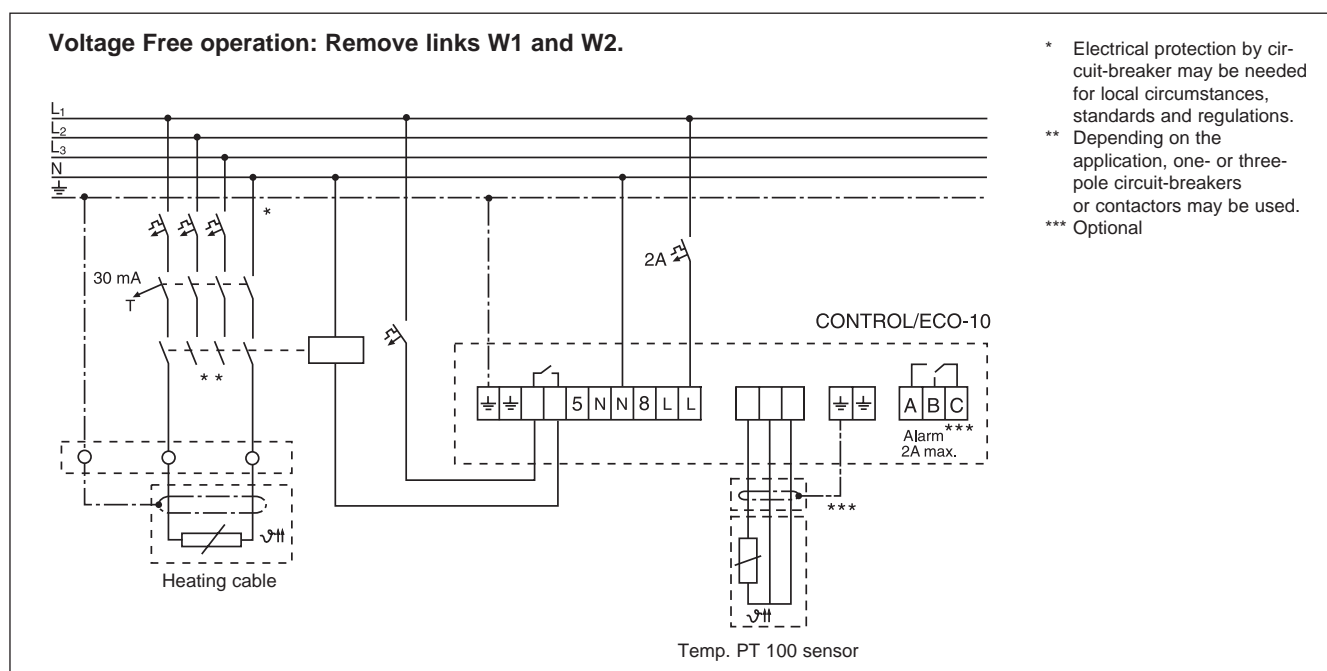 Voltage Free operation: Remove links W1 and W2.
* Electrical protection by cir-
cuit-breaker may be needed
for local circumstances,
standards and regulations.
** Depending on the
application, one- or three-
pole circuit-breakers
or contactors may be used.
*** Optional
L1
L2
L3
N
*
30 mA
T
2A
* *
CONTROL/ECO-10
5 N N 8 L L
A B C
Alarm ***
2A max.
***
ϑ
Heating cable
ϑ
Temp. PT 100 sensor